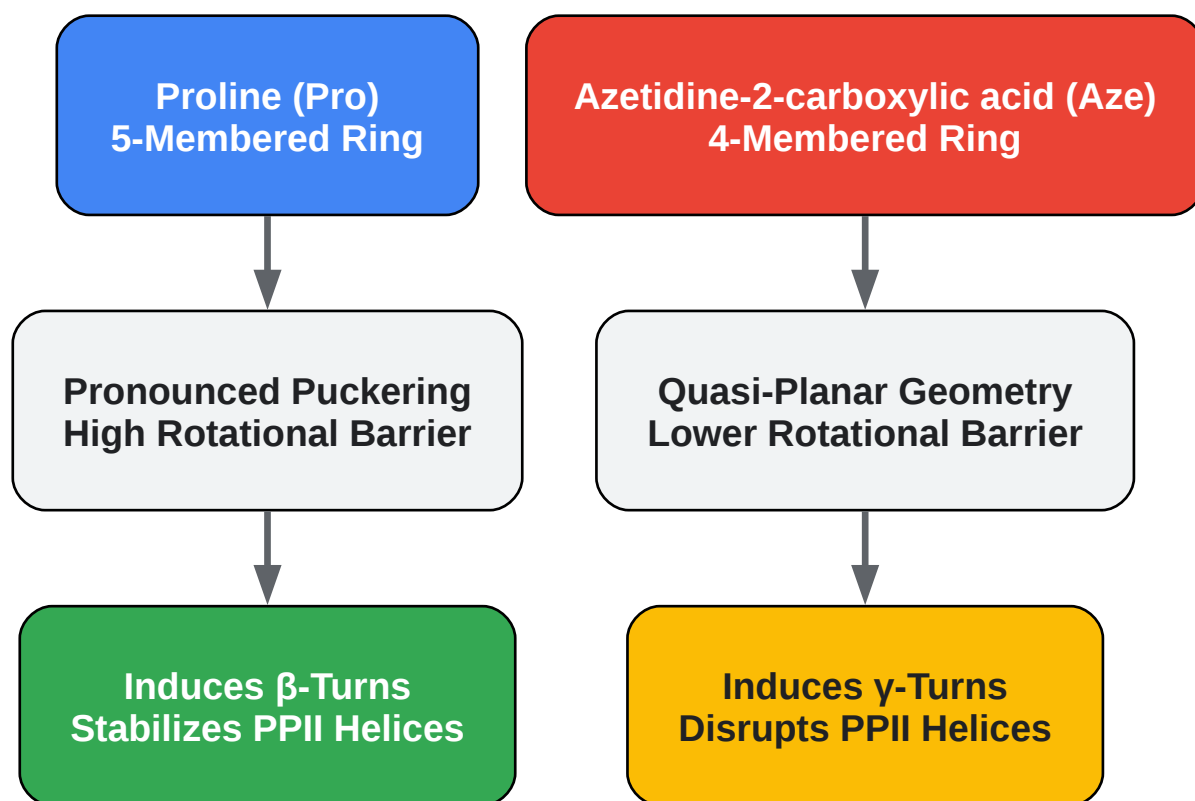 Proline (Pro)
5-Membered Ring
Azetidine-2-carboxylic acid (Aze)
4-Membered Ring
Pronounced Puckering
High Rotational Barrier
Quasi-Planar Geometry
Lower Rotational Barrier
Induces β-Turns
Stabilizes PPII Helices
Induces γ-Turns
Disrupts PPII Helices